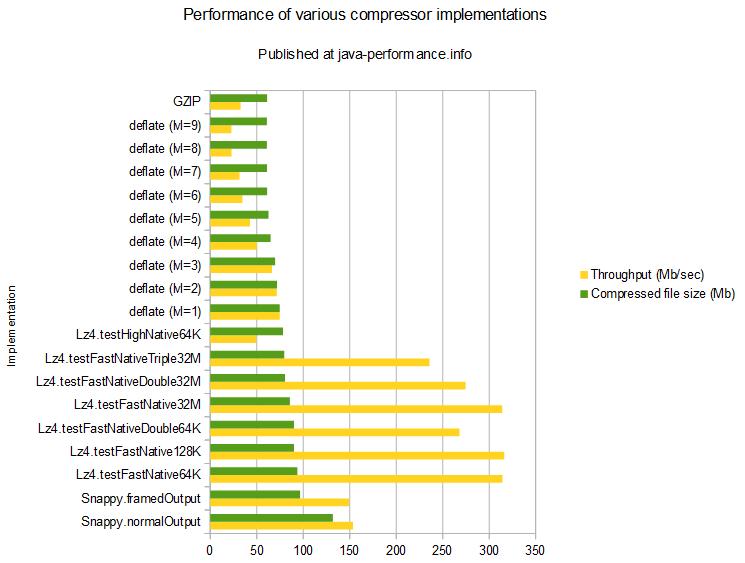 Performance of various compressor implementations
Published at java-performance.info
GZIP
deflate (M=9)
deflate (M=8)
deflate (M=7)
deflate (M=6)
deflate (M=5)
deflate (M=4)
deflate (M=3)
deflate (M=2)
deflate (M=1)
Lz4.testHighNative64K
Lz4.testFastNativeTriple32M
Lz4.testFastNativeDouble32M
Lz4.testFastNative32M
Lz4.testFastNativeDouble64K
Lz4.testFastNative128K
Lz4.testFastNative64K
Snappy.framedOutput
Snappy.normalOutput
Implementation
0 50 100 150 200 250 300 350
Throughput (Mb/sec)
Compressed file size (Mb)